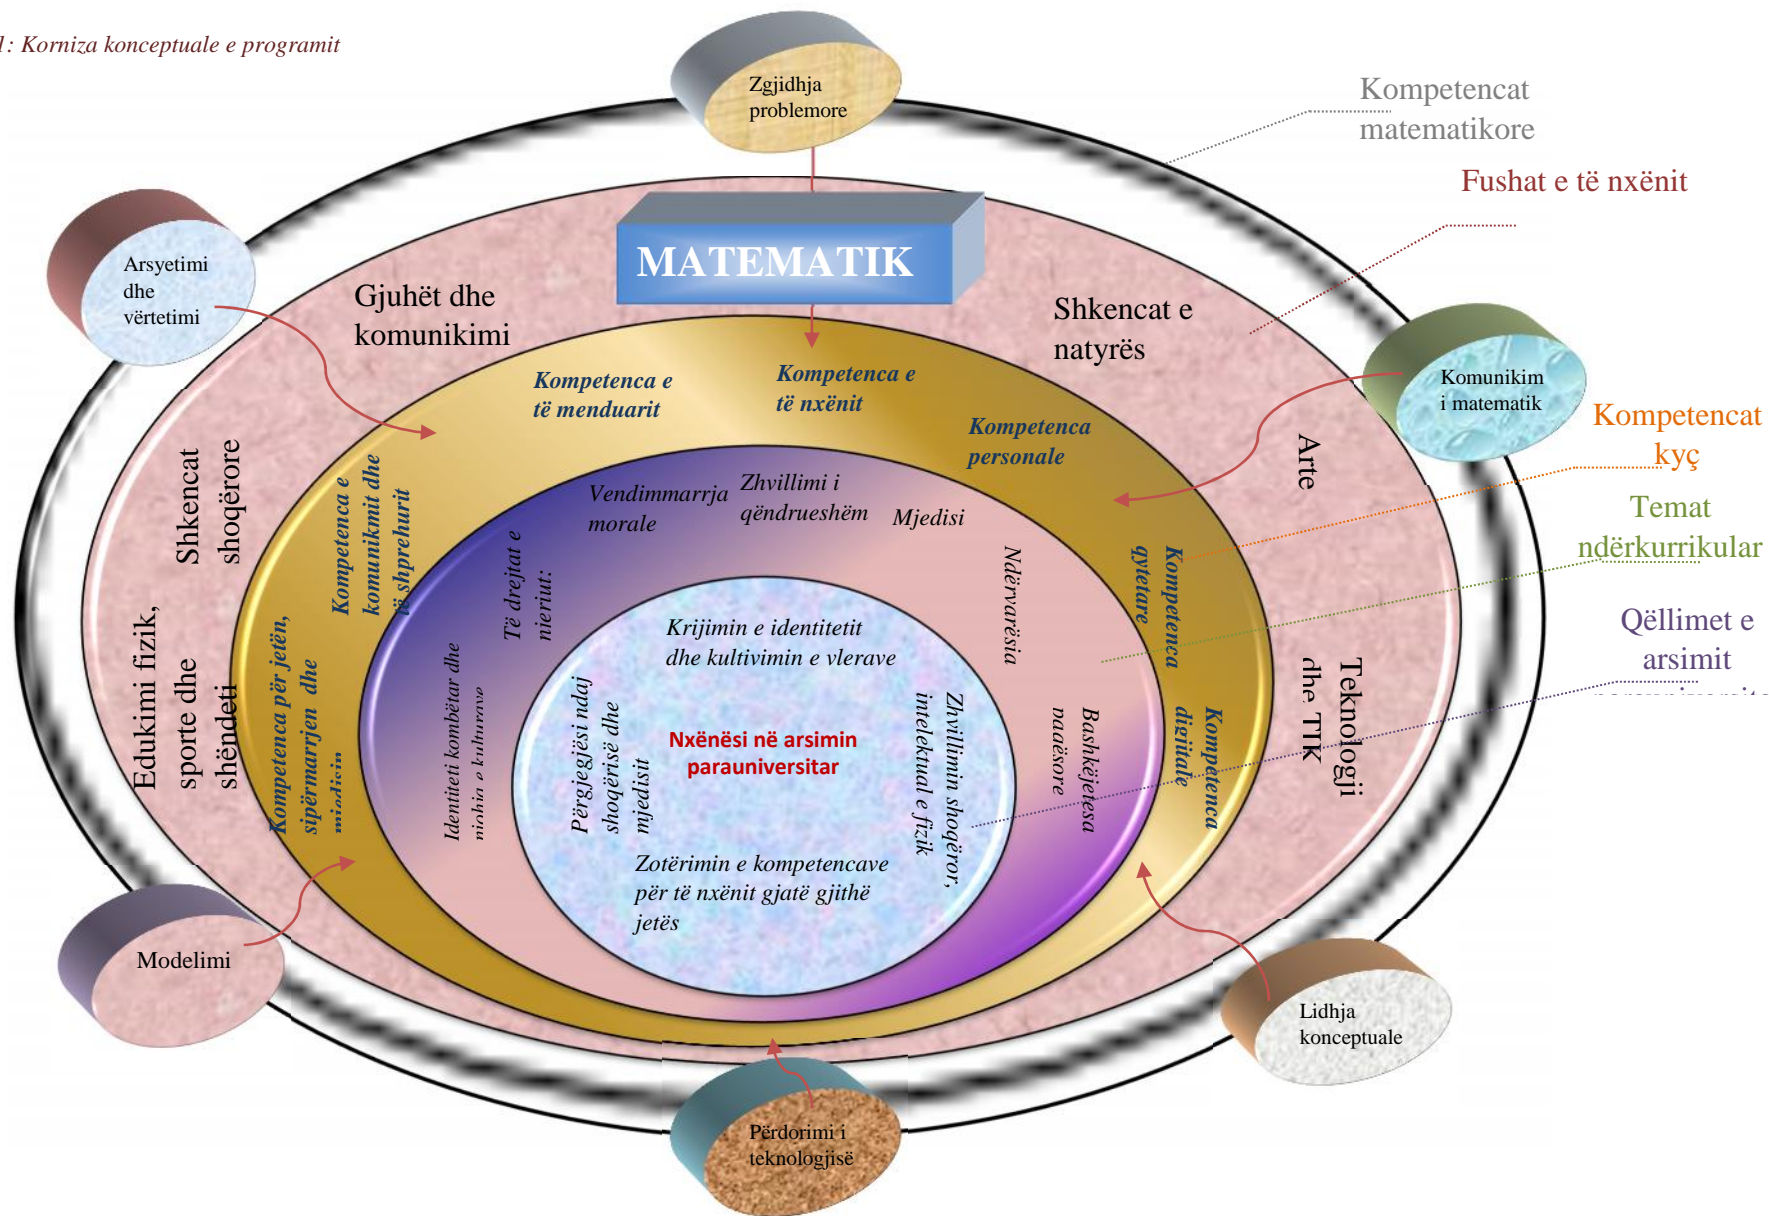 1: Korniza konceptuale e programit
Zgjidhja
problemore
Kompetencat
matematikore
Fushat e të nxënit
MATEMATIK
Arsyetimi
dhe
vërtetimi
Gjuhët dhe
komunikimi
Shkencat e
natyrës
Komunikim
i matematik
Kompetenca e
të menduarit
Kompetenca e
të nxënit
Kompetenca
personale
Arte
Kompetencat
kyç
Shkencat
shoqërore
Kompetenca e
komunikmit dhe
të shprehurit
Vendimmarrja
morale
Zhvillimi i
qëndrueshëm
Mjedisi
Temat
ndërkurrikular
Të drejtat e
njeriut:
Ndërvarësia
Kompetenca
qytetare
Qëllimet e
arsimit
Krijimin e identitetit
dhe kultivimin e vlerave
Edukimi fizik,
sporte dhe
shëndeti
Kompetenca për jetën,
sipërmarrjen dhe
Identiteti kombëtar dhe
Përgjegjësi ndaj
shoqërisë dhe
mjedisit
Nxënësi në arsimin
parauniversitar
Zhvillimin shoqëror,
intelektual e fizik
Bashkëjetesa
paqësore
Kompetenca
digjitale
Teknologji
dhe TIK
Zotërimin e kompetencave
për të nxënit gjatë gjithë
jetës
Modelimi
Lidhja
konceptuale
Përdorimi i
teknologjisë